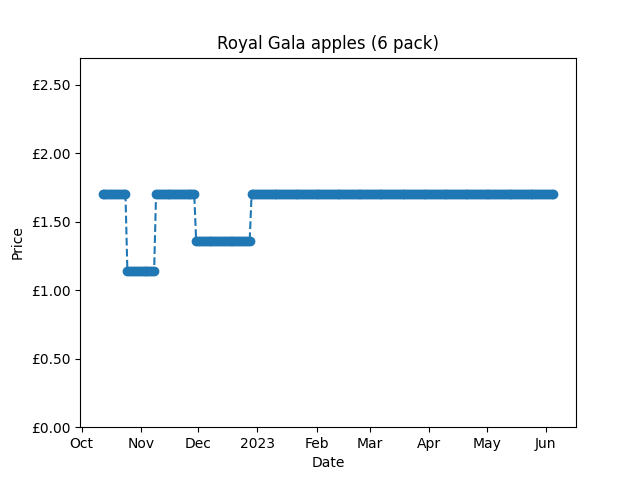 Royal Gala apples (6 pack)
£2.50
£2.00
£1.50
£1.00
£0.50
£0.00
Price
Oct Nov Dec 2023 Feb Mar Apr May Jun
Date